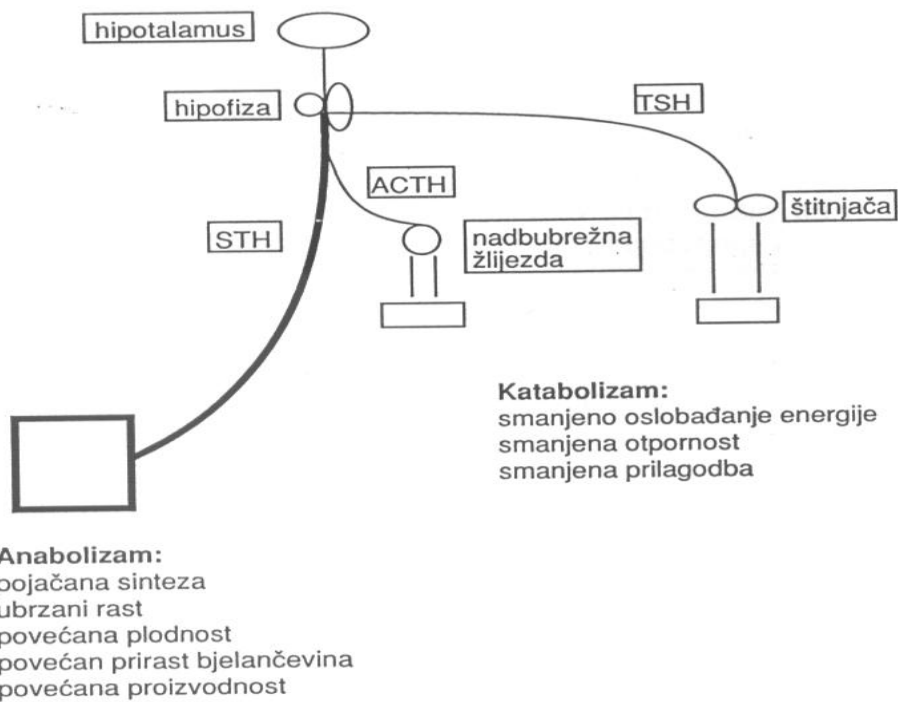 hipotalamus
hipofiza
TSH
ACTH
štitnjača
STH
nadbubrežna
žlijezda
Katabolizam:
smanjeno oslobađanje energije
smanjena otpornost
smanjena prilagodba
Anabolizam:
pojačana sinteza
ubrzani rast
povećana plodnost
povećan prirast bjelančevina
povećana proizvodnost